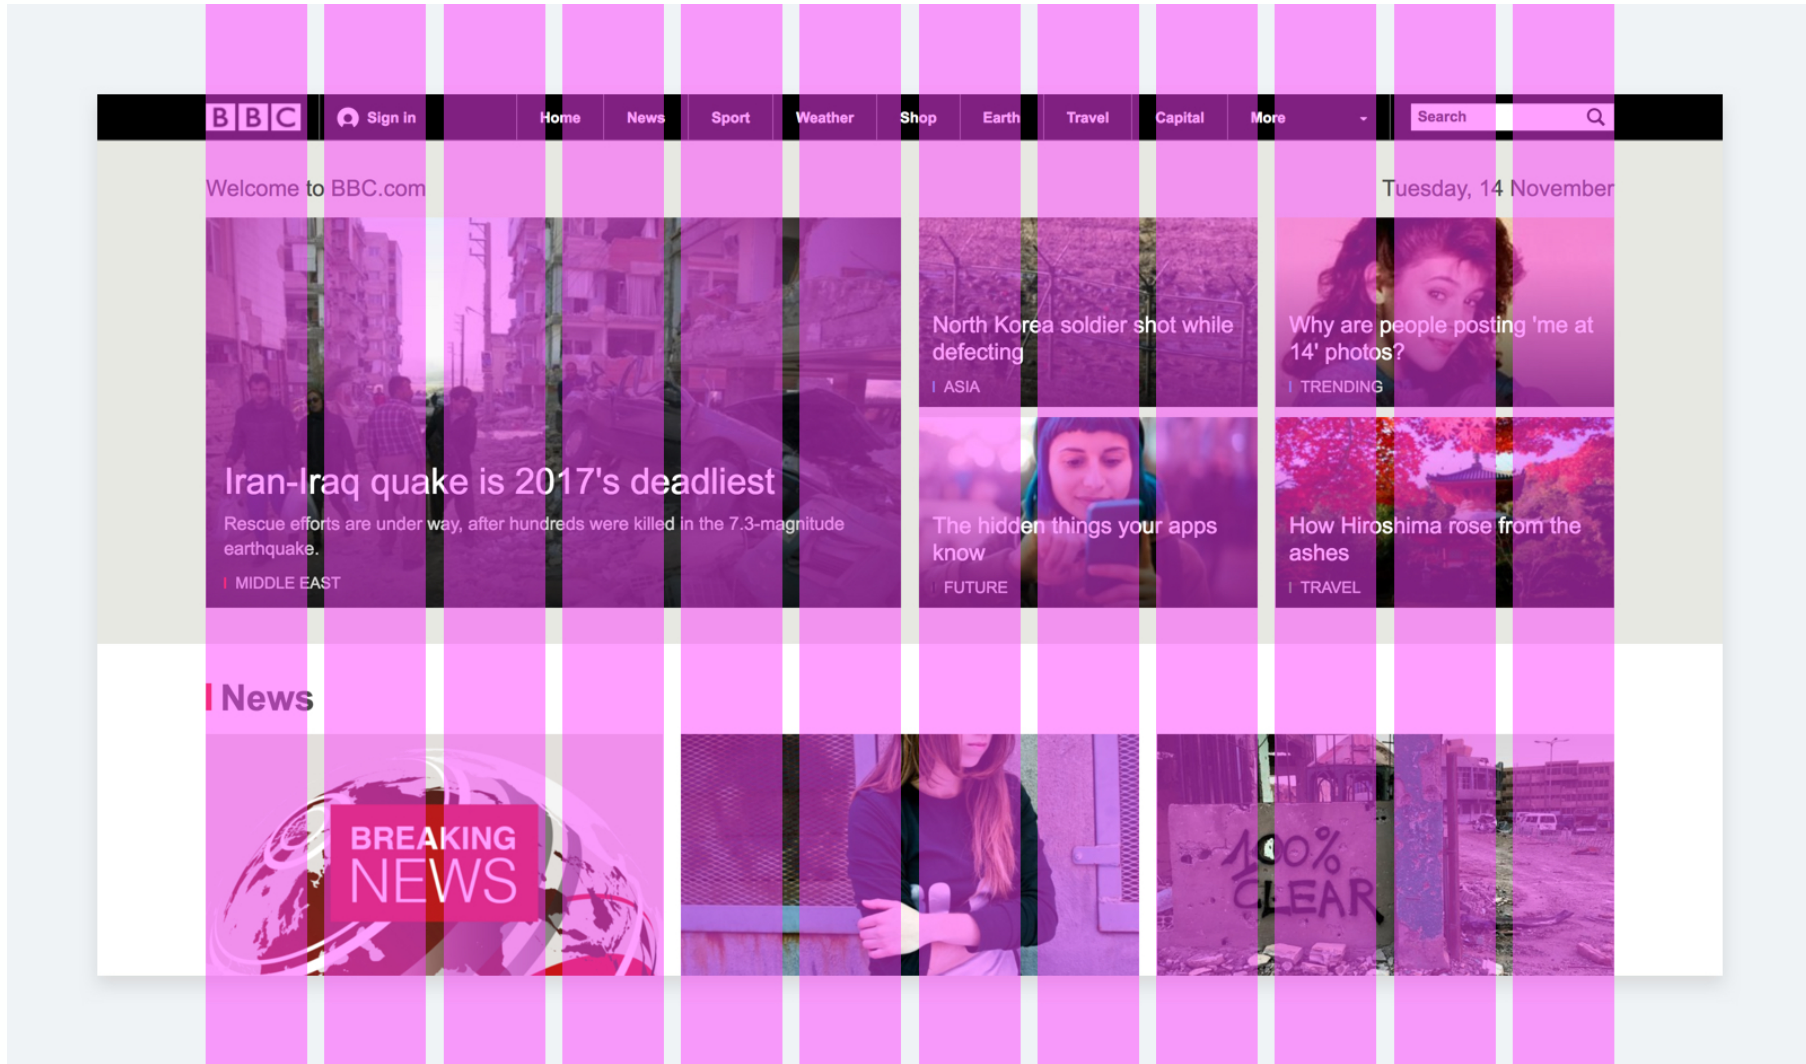 BBC Sign in Home News Sport Weather Shop Earth Travel Capital More Search
Welcome to BBC.com
Tuesday, 14 November
Iran-Iraq quake is 2017's deadliest
Rescue efforts are under way, after hundreds were killed in the 7.3-magnitude
earthquake.
MIDDLE EAST
North Korea soldier shot while
defecting
ASIA
Why are people posting 'me at
14' photos?
TRENDING
The hidden things your apps
know
FUTURE
How Hiroshima rose from the
ashes
TRAVEL
News
BREAKING
NEWS
100%
CLEAR